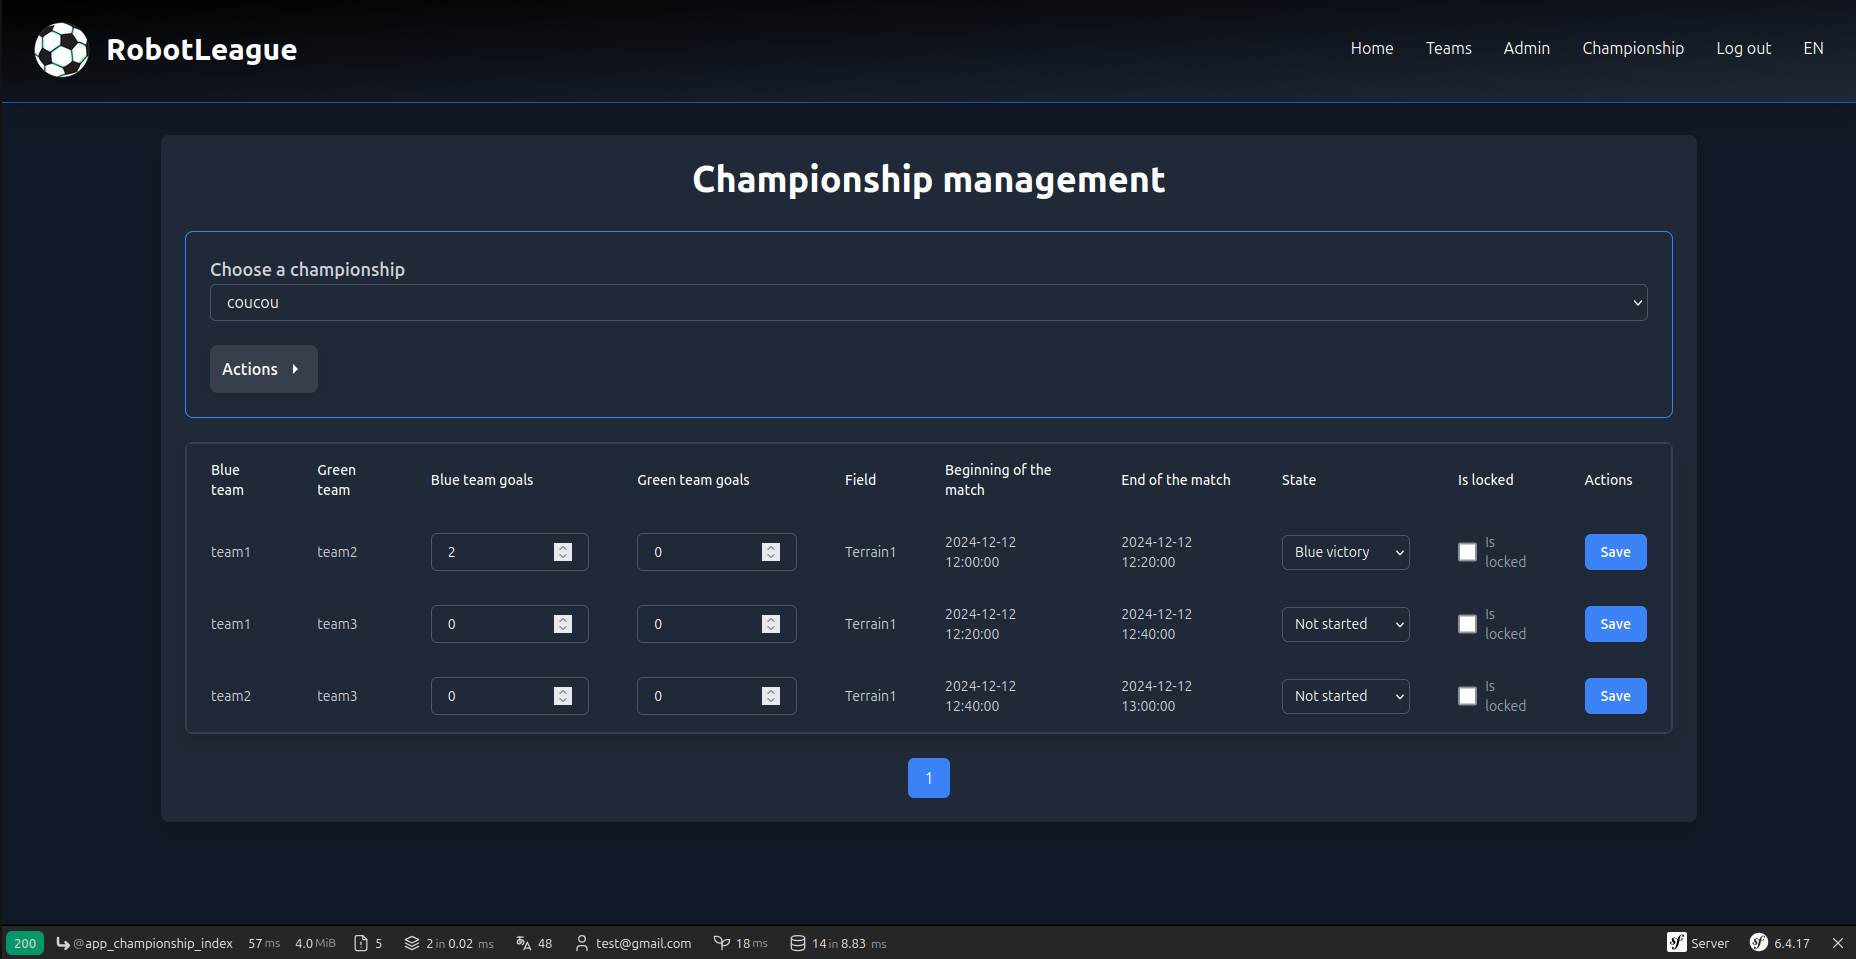 RobotLeague
Home Teams Admin Championship Log out EN
Championship management
Choose a championship
coucou
Actions
Blue team Green team Blue team goals Green team goals Field Beginning of the match End of the match State Is locked Actions
team1 team2 2 0 Terrain1 2024-12-12 12:00:00 2024-12-12 12:20:00 Blue victory Is locked Save
team1 team3 0 0 Terrain1 2024-12-12 12:20:00 2024-12-12 12:40:00 Not started Is locked Save
team2 team3 0 0 Terrain1 2024-12-12 12:40:00 2024-12-12 13:00:00 Not started Is locked Save
1
200 @app_championship_index 57 ms 4.0 MiB 5 2 in 0.02 ms 48 test@gmail.com 18 ms 14 in 8.83 ms Server 6.4.17